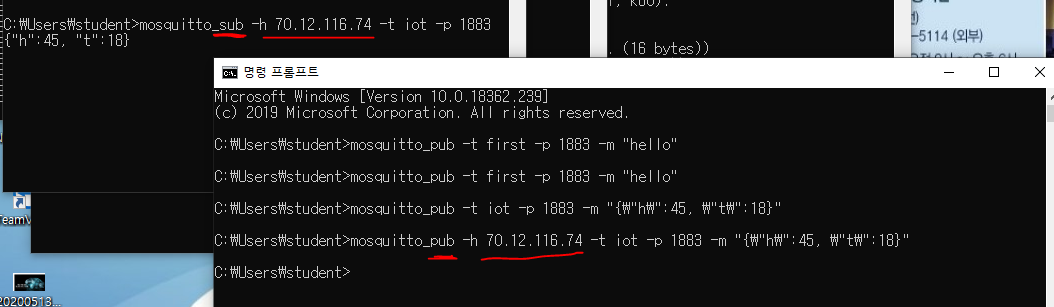 C:\Users\student>mosquitto_sub -h 70.12.116.74 -t iot -p 1883
{"h":45, "t":18}
. (16 bytes))
-5114 (외부)
명령 프롬프트
Microsoft Windows [Version 10.0.18362.239]
(c) 2019 Microsoft Corporation. All rights reserved.
C:₩Users₩student>mosquitto_pub -t first -p 1883 -m "hello"
C:₩Users₩student>mosquitto_pub -t first -p 1883 -m "hello"
C:₩Users₩student>mosquitto_pub -t iot -p 1883 -m "{₩"h₩":45, ₩"t₩":18}"
C:₩Users₩student>mosquitto_pub -h 70.12.116.74 -t iot -p 1883 -m "{₩"h₩":45, ₩"t₩":18}"
C:₩Users₩student>
TeamV
20200513...